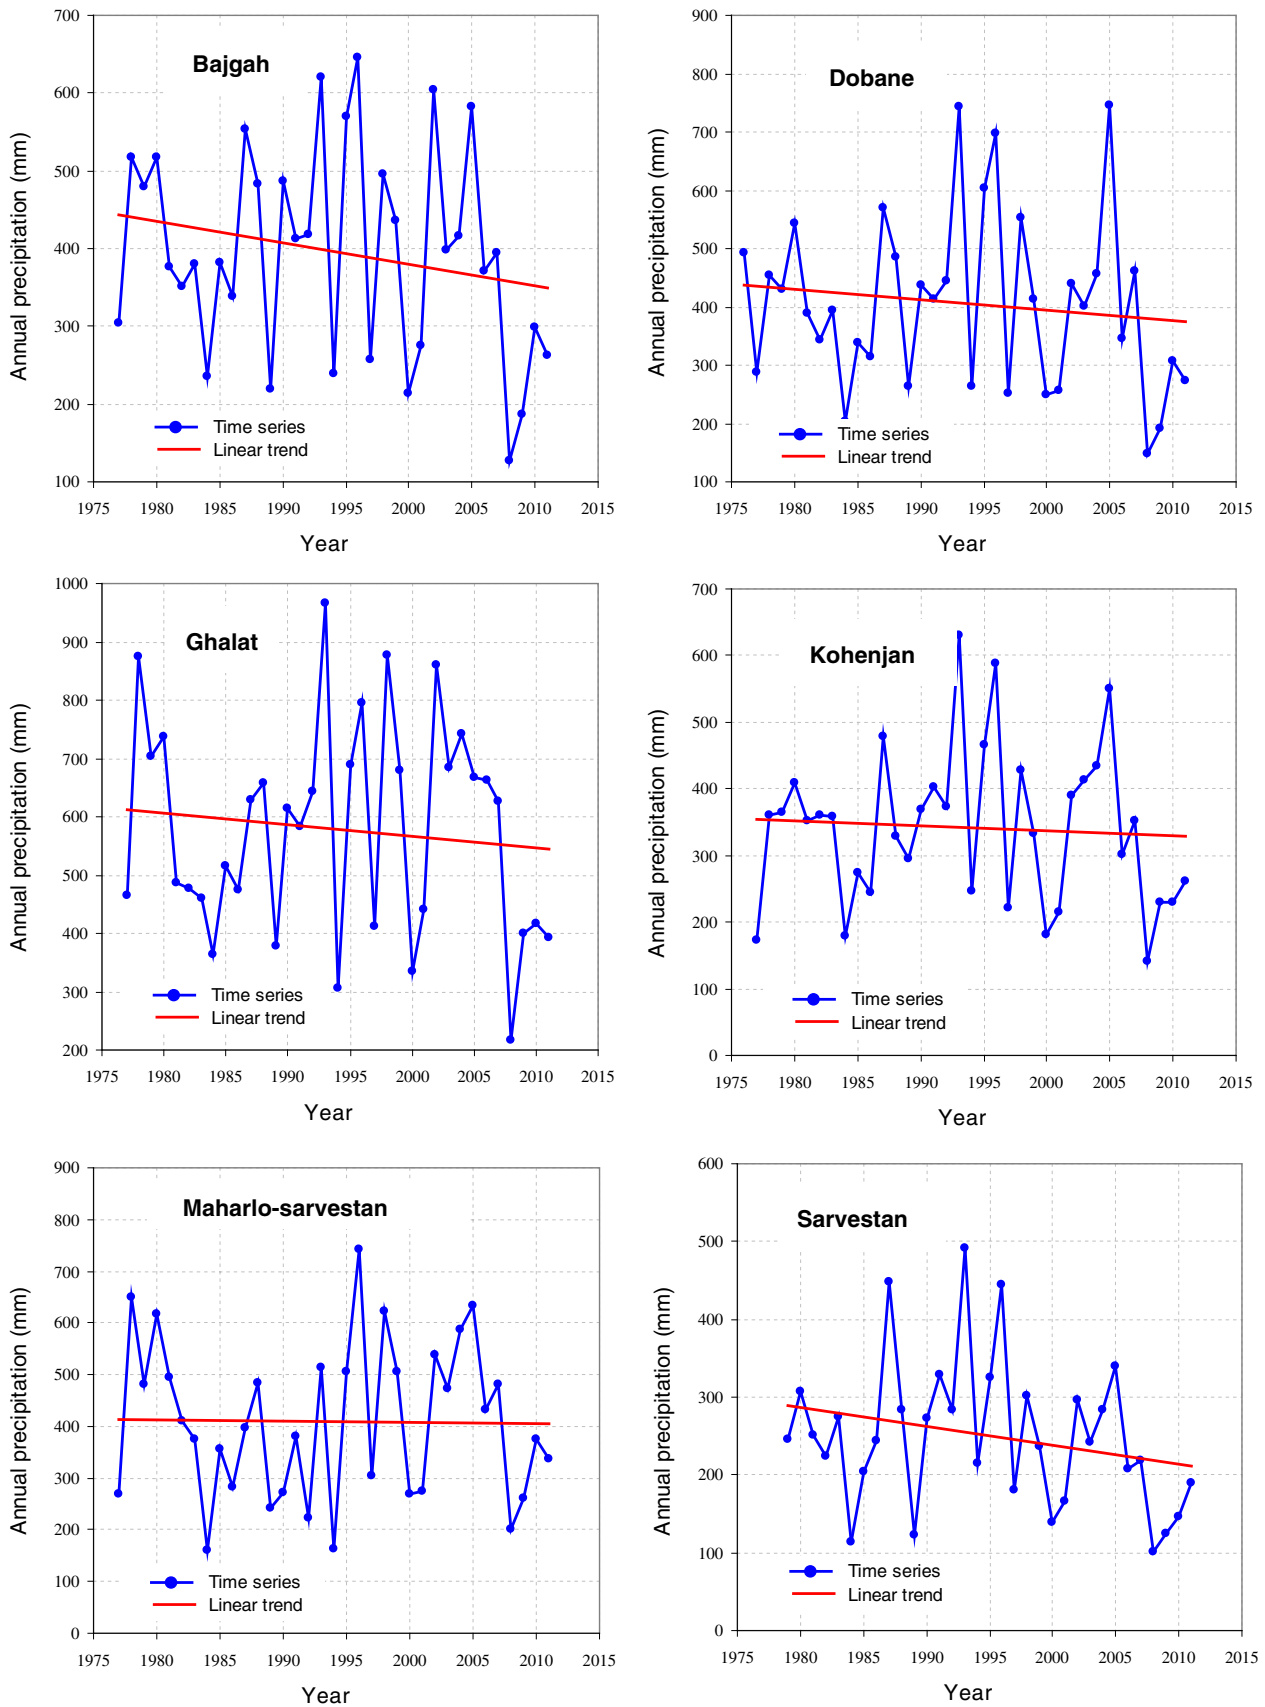 Bajgah
Annual precipitation (mm)
700
600
500
400
300
200
100
Time series
Linear trend
1975 1980 1985 1990 1995 2000 2005 2010 2015
Year
Dobane
Annual precipitation (mm)
900
800
700
600
500
400
300
200
100
Time series
Linear trend
1975 1980 1985 1990 1995 2000 2005 2010 2015
Year
Ghalat
Annual precipitation (mm)
1000
900
800
700
600
500
400
300
200
Time series
Linear trend
1975 1980 1985 1990 1995 2000 2005 2010 2015
Year
Kohenjan
Annual precipitation (mm)
700
600
500
400
300
200
100
0
Time series
Linear trend
1975 1980 1985 1990 1995 2000 2005 2010 2015
Year
Maharlo-sarvestan
Annual precipitation (mm)
900
800
700
600
500
400
300
200
100
0
Time series
Linear trend
1975 1980 1985 1990 1995 2000 2005 2010 2015
Year
Sarvestan
Annual precipitation (mm)
600
500
400
300
200
100
0
Time series
Linear trend
1975 1980 1985 1990 1995 2000 2005 2010 2015
Year